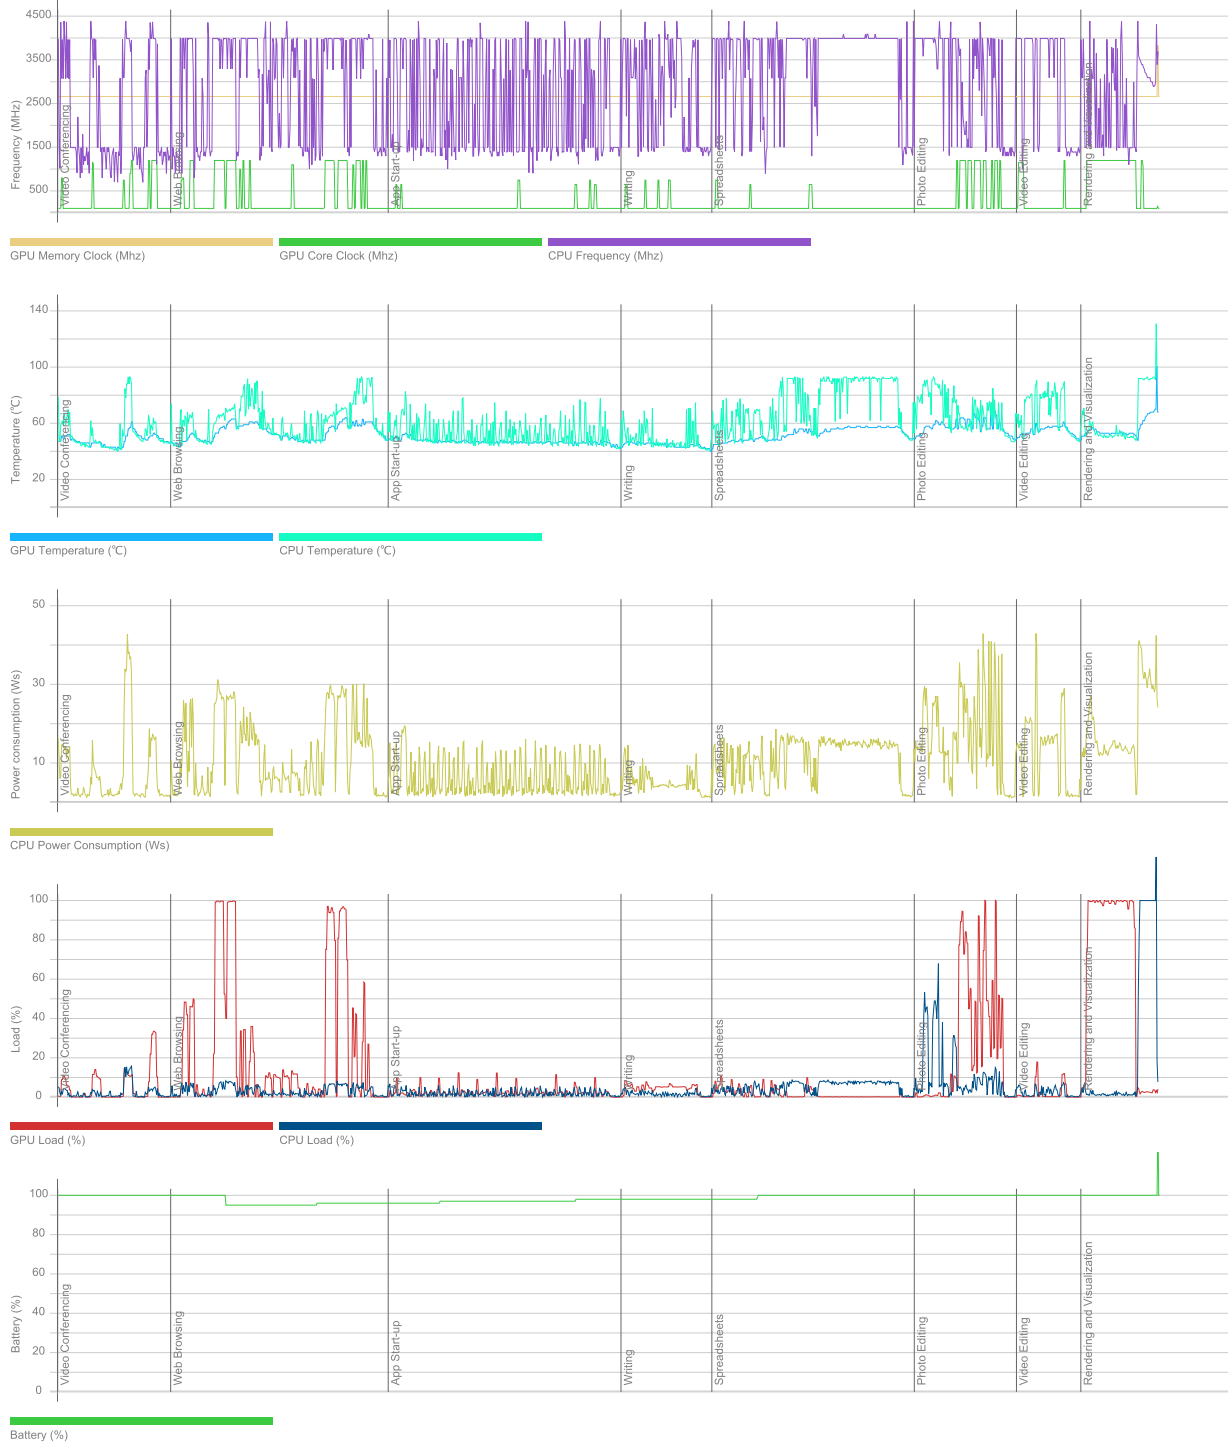 4500
3500
2500
1500
500
Frequency (MHz)
Video Conferencing
Web Browsing
App Start-up
Writing
Spreadsheets
Photo Editing
Video Editing
Rendering and Visualization
GPU Memory Clock (Mhz)
GPU Core Clock (Mhz)
CPU Frequency (Mhz)
140
100
60
20
Temperature (°C)
Video Conferencing
Web Browsing
App Start-up
Writing
Spreadsheets
Photo Editing
Video Editing
Rendering and Visualization
GPU Temperature (°C)
CPU Temperature (°C)
50
30
10
Power consumption (Ws)
Video Conferencing
Web Browsing
App Start-up
Writing
Spreadsheets
Photo Editing
Video Editing
Rendering and Visualization
CPU Power Consumption (Ws)
100
80
60
40
20
0
Load (%)
Video Conferencing
Web Browsing
App Start-up
Writing
Spreadsheets
Photo Editing
Video Editing
Rendering and Visualization
GPU Load (%)
CPU Load (%)
100
80
60
40
20
0
Battery (%)
Video Conferencing
Web Browsing
App Start-up
Writing
Spreadsheets
Photo Editing
Video Editing
Rendering and Visualization
Battery (%)